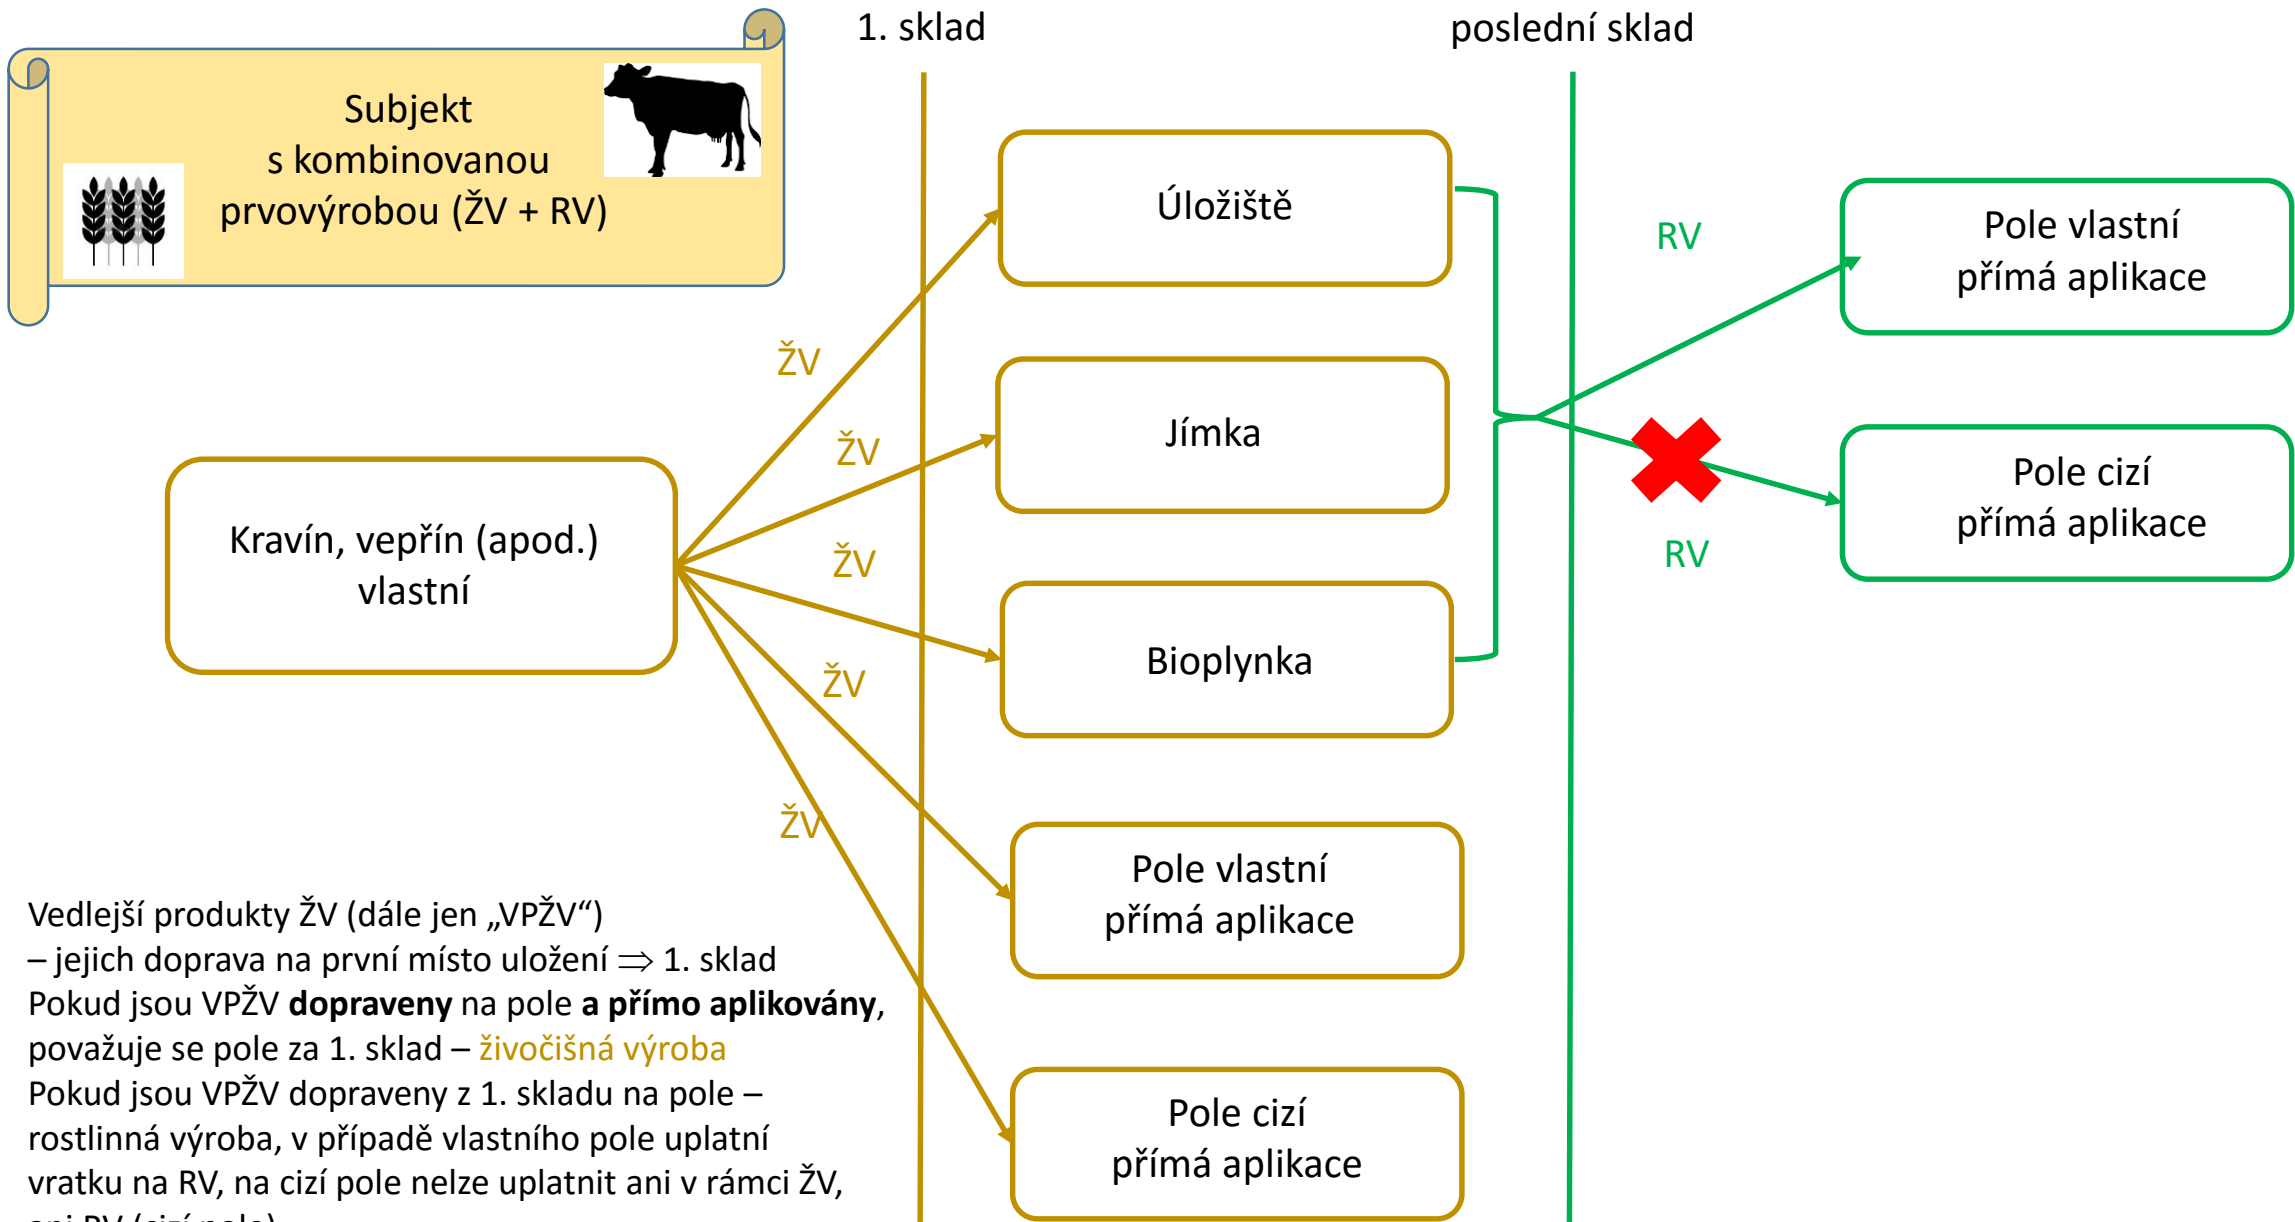 1. sklad
poslední sklad
Subjekt
s kombinovanou
prvovýrobou (ŽV + RV)
Úložiště
RV
Pole vlastní
přímá aplikace
ŽV
Jímka
ŽV
Pole cizí
přímá aplikace
RV
Kravín, vepřín (apod.)
vlastní
ŽV
Bioplynka
ŽV
ŽV
Pole vlastní
přímá aplikace
Vedlejší produkty ŽV (dále jen „VPŽV“)
– jejich doprava na první místo uložení ⇒ 1. sklad
Pokud jsou VPŽV dopraveny na pole a přímo aplikovány,
považuje se pole za 1. sklad – živočišná výroba
Pokud jsou VPŽV dopraveny z 1. skladu na pole –
rostlinná výroba, v případě vlastního pole uplatní
vratku na RV, na cizí pole nelze uplatnit ani v rámci ŽV,
ani RV (cizí pole)
Pole cizí
přímá aplikace